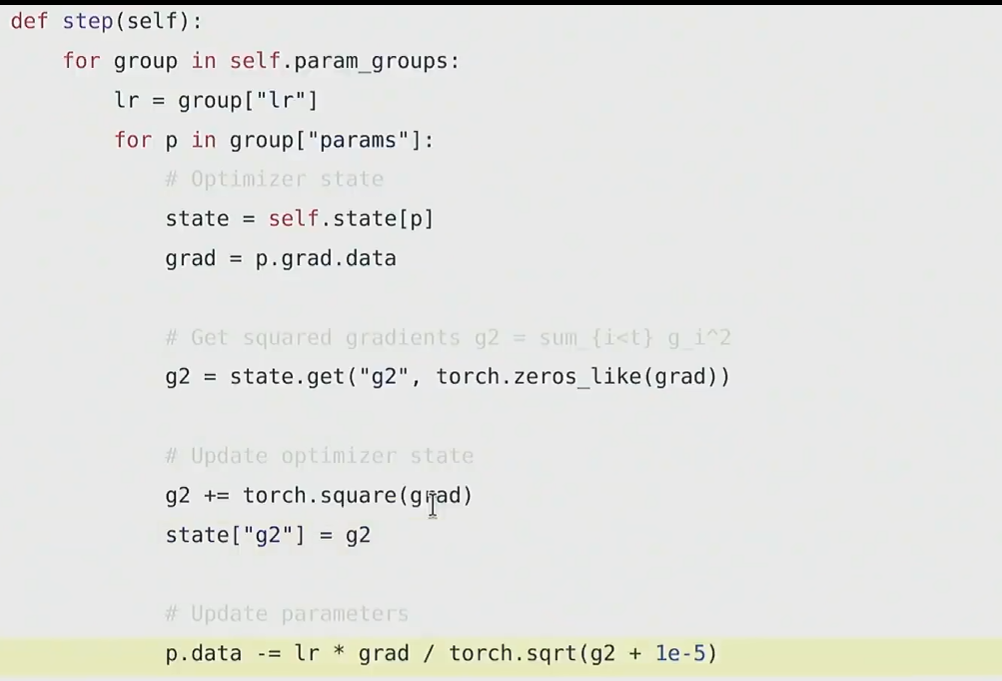 def step(self):
    for group in self.param_groups:
        lr = group["lr"]
        for p in group["params"]:
            # Optimizer state
            state = self.state[p]
            grad = p.grad.data

            # Get squared gradients g2 = sum_{i<t} g_i^2
            g2 = state.get("g2", torch.zeros_like(grad))

            # Update optimizer state
            g2 += torch.square(grad)
            state["g2"] = g2

            # Update parameters
            p.data -= lr * grad / torch.sqrt(g2 + 1e-5)